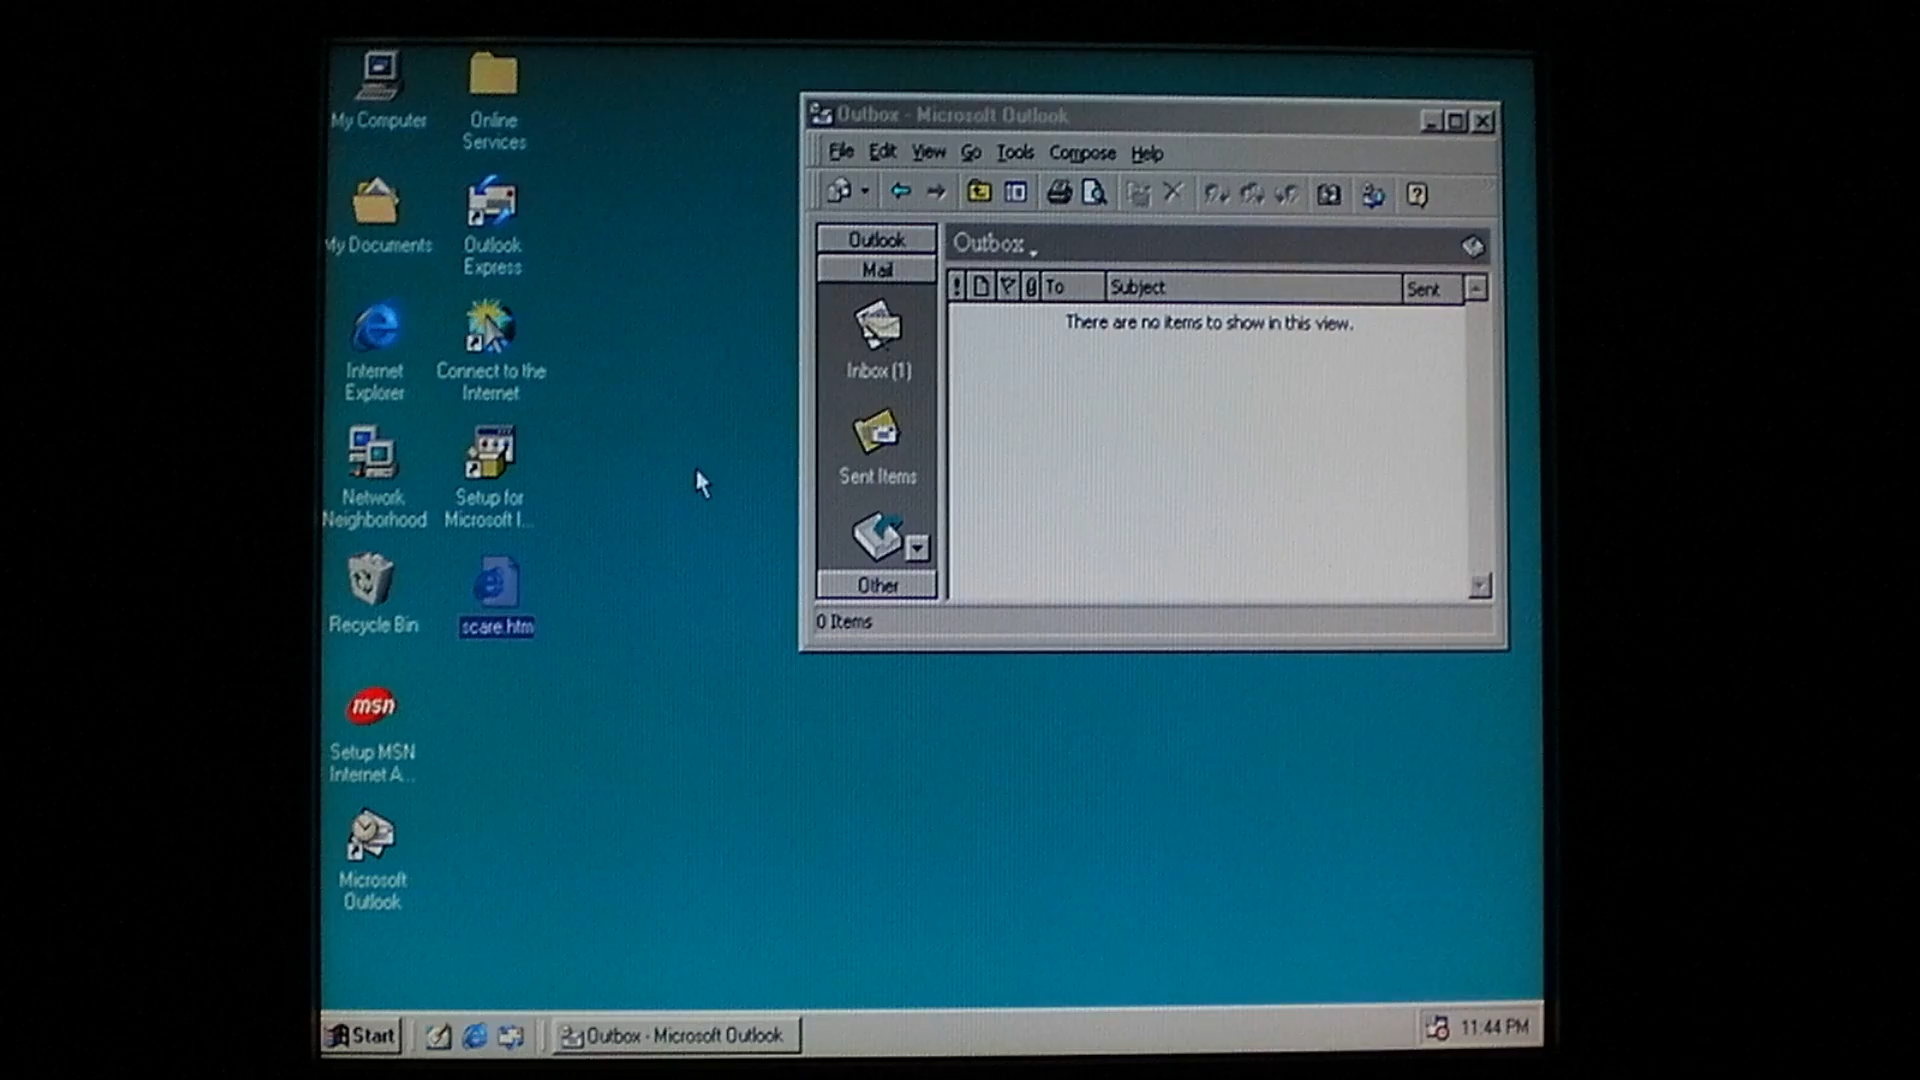 My Computer
Online
Services
My Documents
Outlook
Express
Internet
Explorer
Connect to the
Internet
Network
Neighborhood
Setup for
Microsoft I...
Recycle Bin
scare.htm
msn
Setup MSN
Internet A...
Microsoft
Outlook
Outbox - Microsoft Outlook
File Edit View Go Tools Compose Help
Outlook
Mail
Inbox (1)
Sent Items
Other
Outbox
! To Subject Sent
There are no items to show in this view.
0 Items
Start
Outbox - Microsoft Outlook
11:44 PM